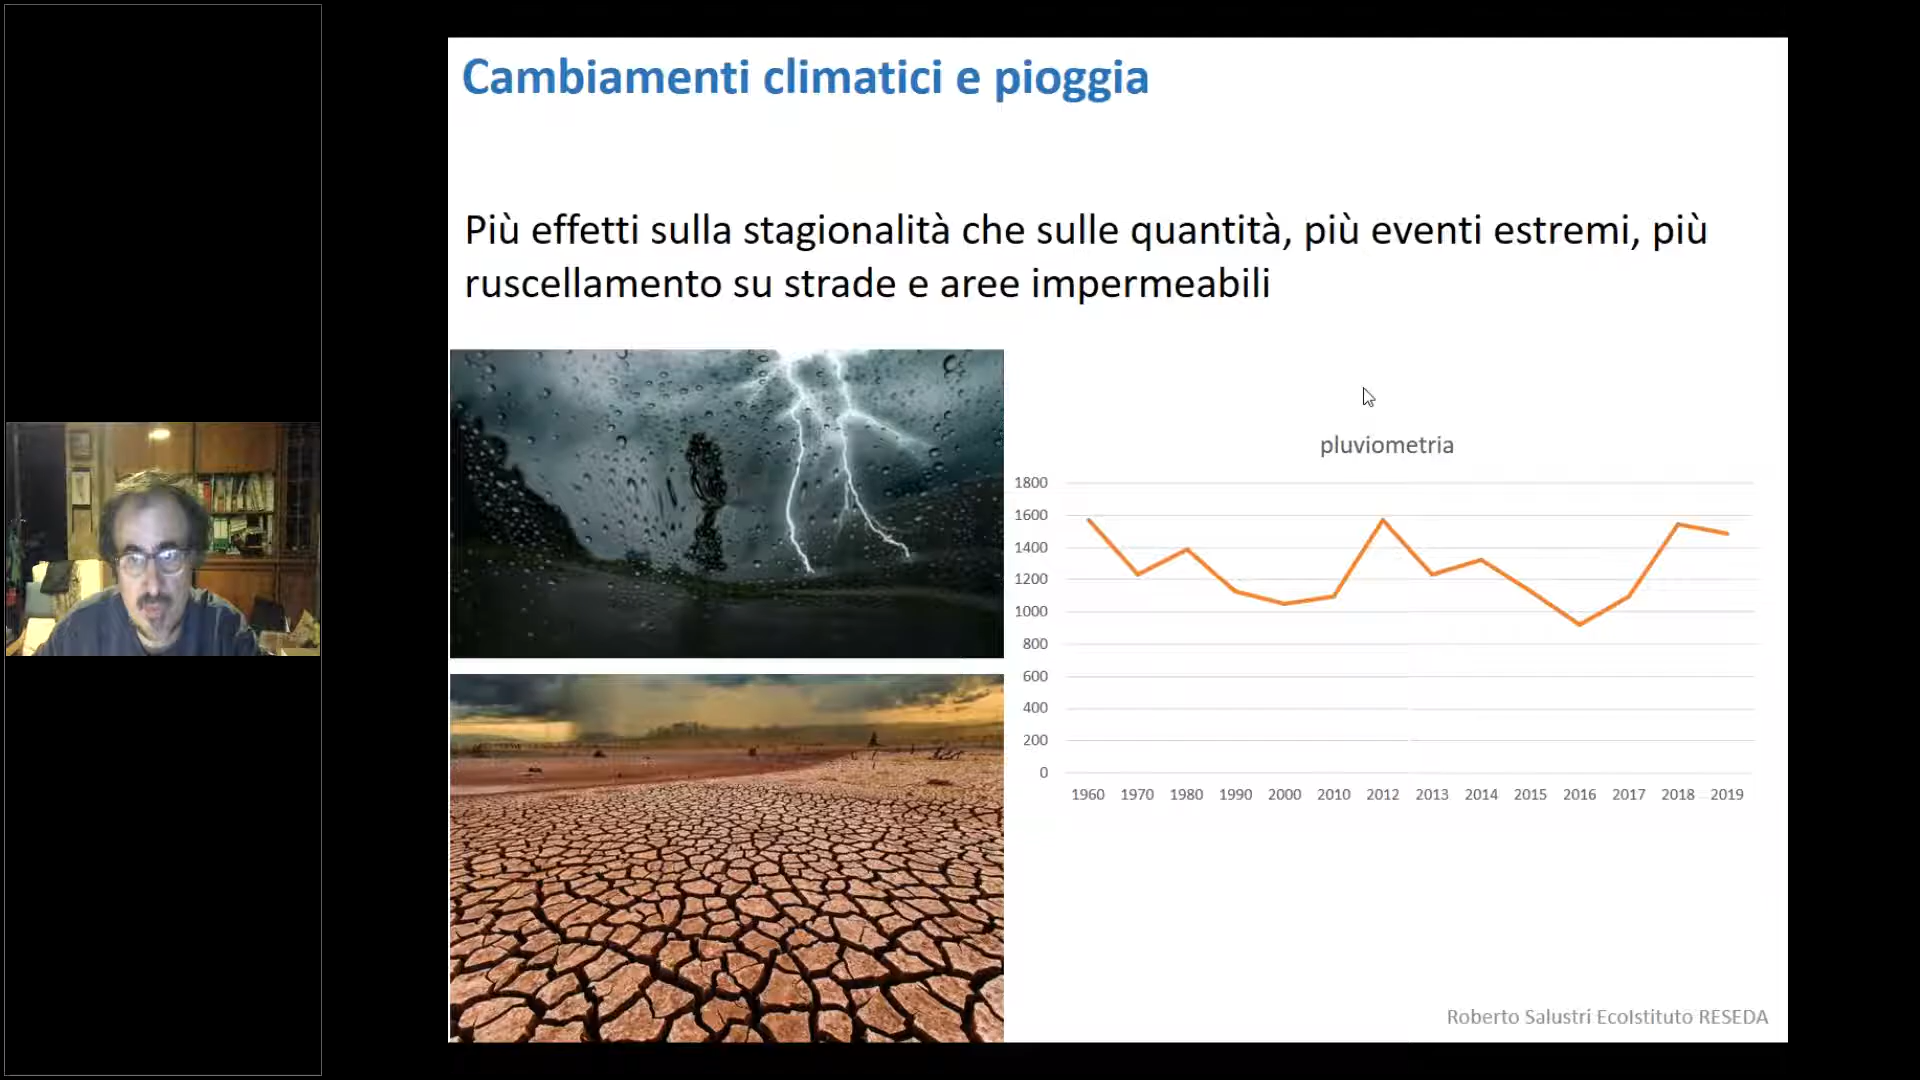 Cambiamenti climatici e pioggia
Più effetti sulla stagionalità che sulle quantità, più eventi estremi, più
ruscellamento su strade e aree impermeabili
pluviometria
1800
1600
1400
1200
1000
800
600
400
200
0
1960 1970 1980 1990 2000 2010 2012 2013 2014 2015 2016 2017 2018 2019
Roberto Salustri EcoIstituto RESEDA